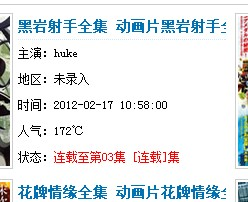 黑岩射手全集 动画片黑岩射手全
主演：huke
地区：未录入
时间：2012-02-17 10:58:00
人气：172℃
状态：连载至第03集 [连载]集
花牌情缘全集 动画片花牌情缘全